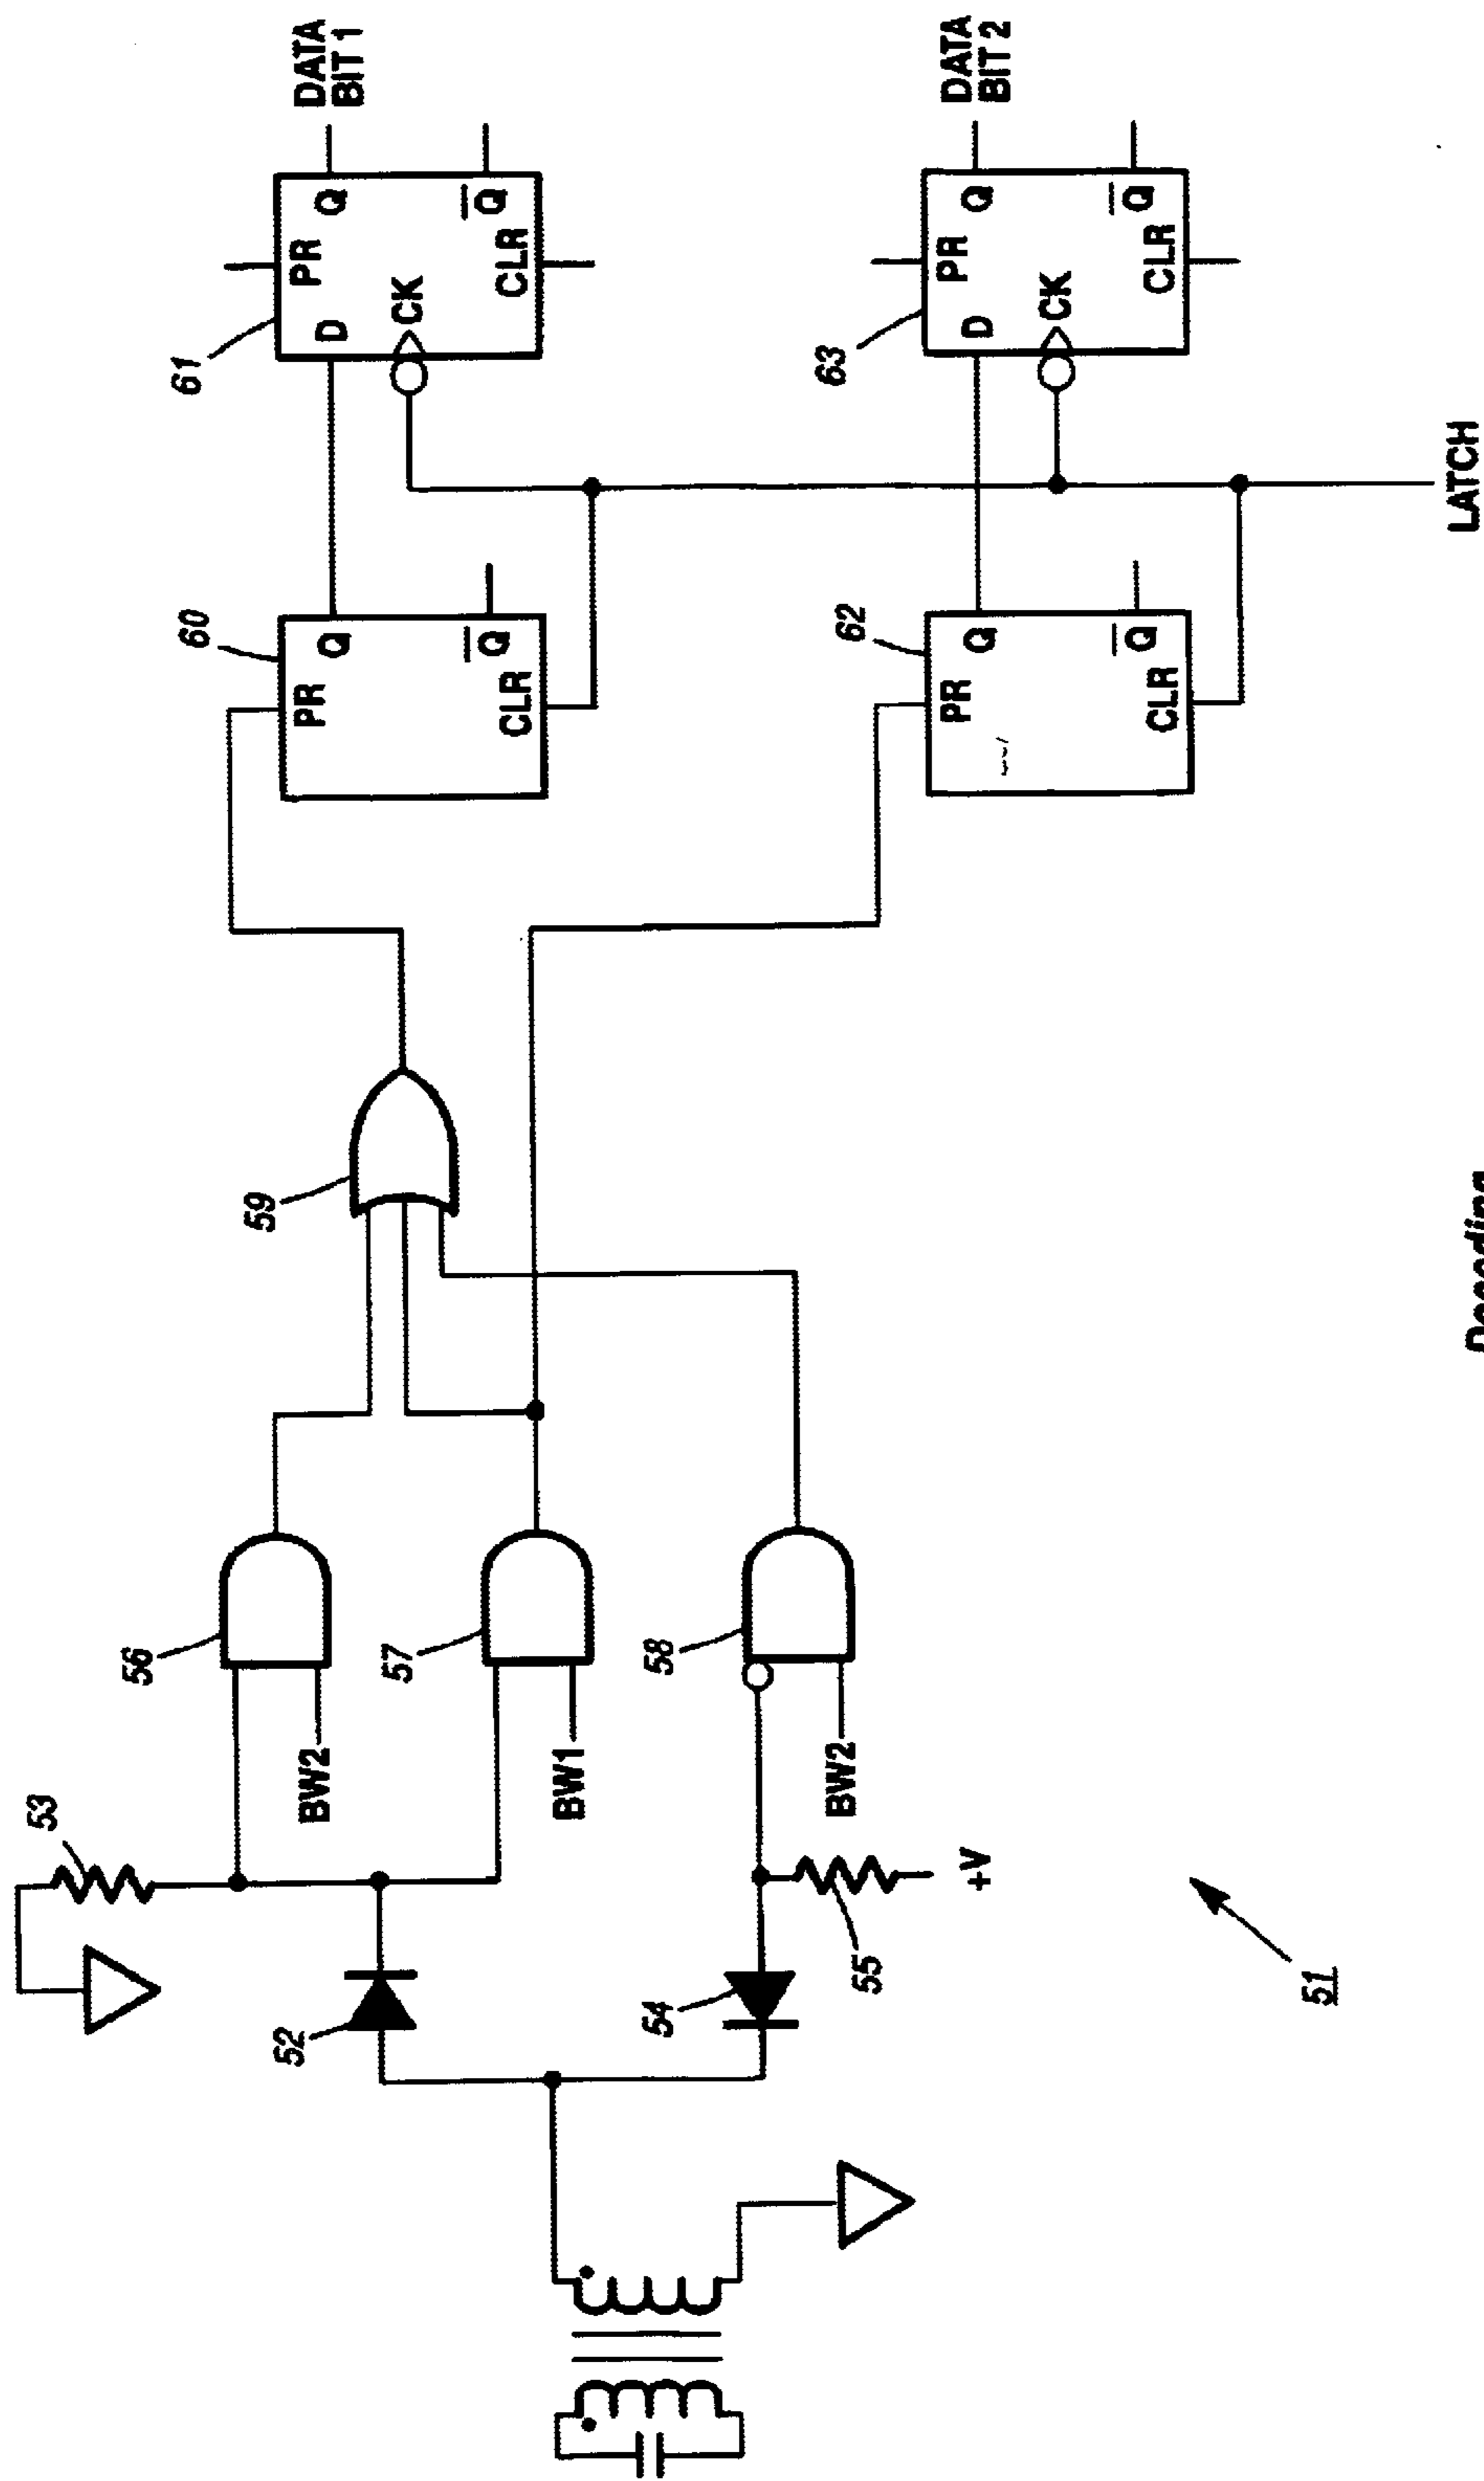 53
52
54
55
+V
56
BW2
57
BW1
58
BW2
59
60
PR
Q
Q
CLR
62
PR
Q
Q
CLR
61
D
PR
Q
CK
Q
CLR
DATA
BIT 1
63
D
PR
Q
CK
Q
CLR
DATA
BIT 2
LATCH
51